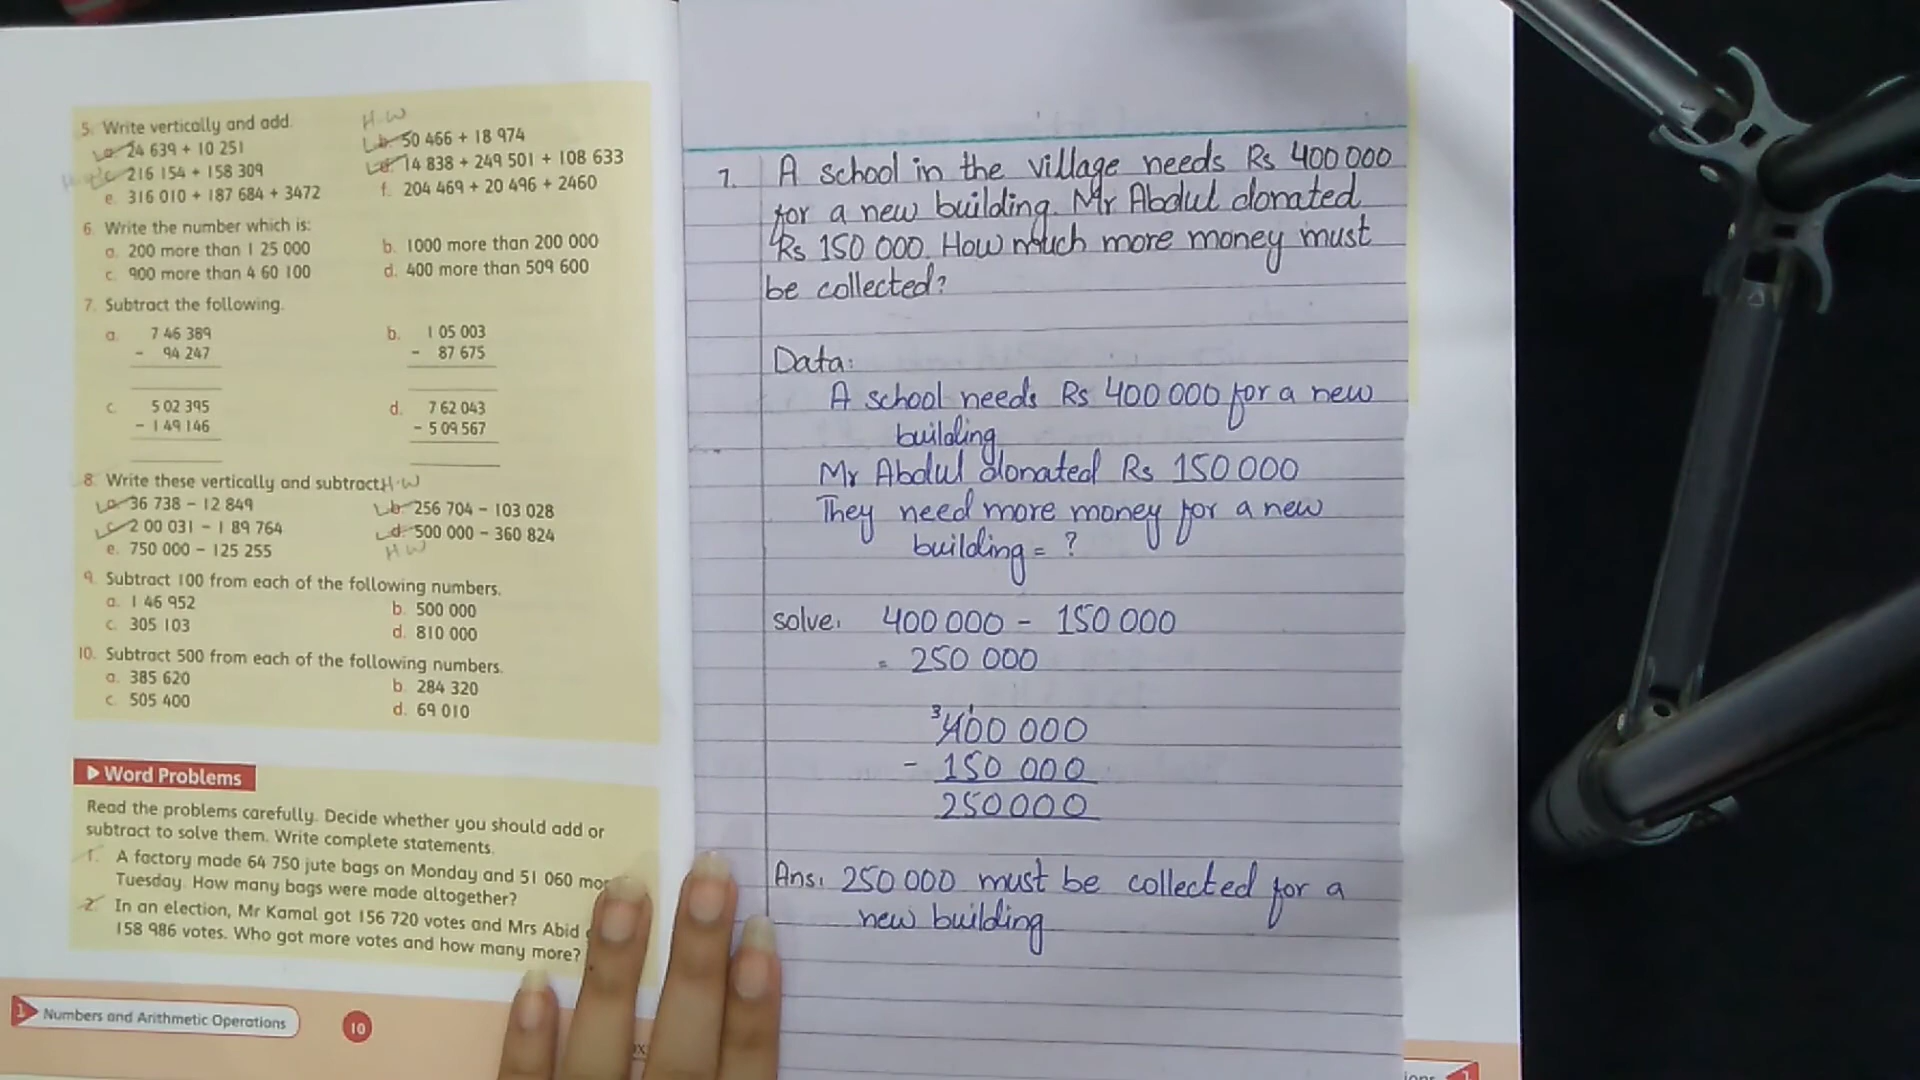 H.W
5. Write vertically and add.
a. 24 639 + 10 251
b. 50 466 + 18 974
c. 216 154 + 158 309
d. 14 838 + 249 501 + 108 633
e. 316 010 + 187 684 + 3472
f. 204 469 + 20 496 + 2460
6. Write the number which is:
a. 200 more than 1 25 000
b. 1000 more than 200 000
c. 900 more than 4 60 100
d. 400 more than 509 600
7. Subtract the following.
a. 7 46 389
- 94 247
b. 1 05 003
- 87 675
c. 5 02 395
- 1 49 146
d. 7 62 043
- 5 09 567
8. Write these vertically and subtract. H.W
a. 36 738 - 12 849
b. 256 704 - 103 028
c. 2 00 031 - 1 89 764
d. 500 000 - 360 824
e. 750 000 - 125 255
HW
9. Subtract 100 from each of the following numbers.
a. 1 46 952
b. 500 000
c. 305 103
d. 810 000
10. Subtract 500 from each of the following numbers.
a. 385 620
b. 284 320
c. 505 400
d. 69 010
Word Problems
Read the problems carefully. Decide whether you should add or
subtract to solve them. Write complete statements.
1. A factory made 64 750 jute bags on Monday and 51 060
Tuesday. How many bags were made altogether?
2. In an election, Mr Kamal got 156 720 votes and Mrs Abid
158 986 votes. Who got more votes and how many more?
1 Numbers and Arithmetic Operations
10
7. A school in the village needs Rs 400 000
for a new building. Mr Abdul donated
Rs 150 000. How much more money must
be collected?
Data:
A school needs Rs 400 000 for a new
building
Mr Abdul donated Rs 150 000
They need more money for a new
building = ?
solve: 400 000 - 150 000
= 250 000
3 1
400 000
- 150 000
250000
Ans: 250 000 must be collected for a
new building